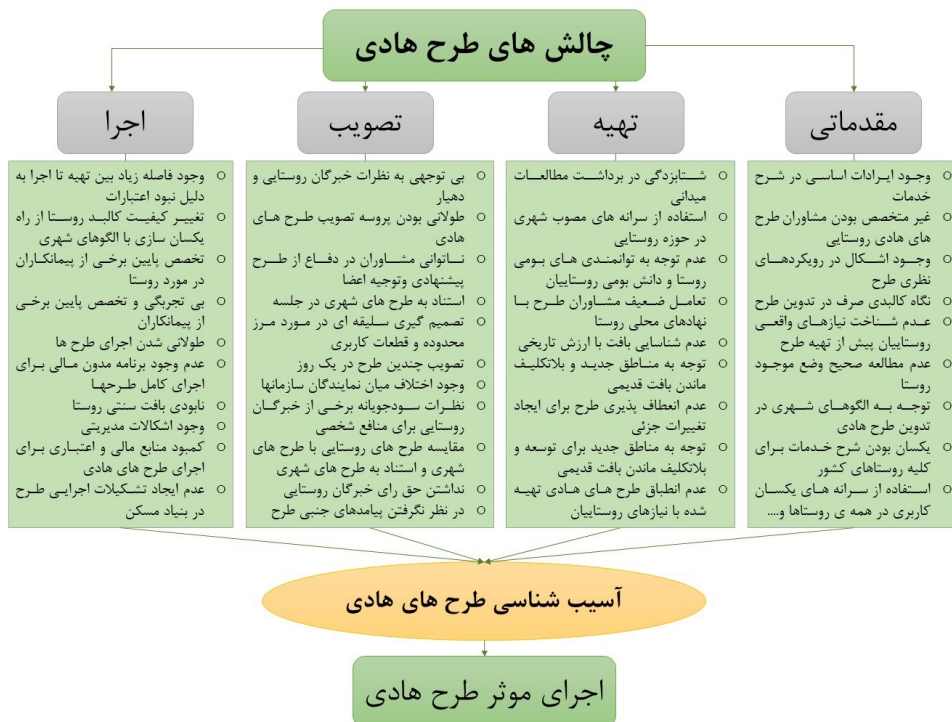 چالش های طرح هادی
مقدماتی
وجود ایرادات اساسی در شرح
خدمات
غیر متخصص بودن مشاوران طرح
های هادی روستایی
وجود اشکال در رویکردهای
نظری طرح
نگاه کالبدی صرف در تدوین طرح
عدم شناخت نیازهای واقعی
روستاییان پیش از تهیه طرح
عدم مطالعه صحیح وضع موجود
روستا
توجه به الگوهای شهری در
تدوین طرح هادی
یکسان بودن شرح خدمات برای
کلیه روستاهای کشور
استفاده از سرانه های یکسان
کاربری در همه ی روستاها و....
تهیه
شتابزدگی در برداشت مطالعات
میدانی
استفاده از سرانه های مصوب شهری
در حوزه روستایی
عدم توجه به توانمندی های بومی
روستا و دانش بومی روستاییان
تعامل ضعیف مشاوران طرح با
نهادهای محلی روستا
عدم شناسایی بافت با ارزش تاریخی
توجه به مناطق جدید و بلاتکلیف
ماندن بافت قدیمی
عدم انعطاف پذیری طرح برای ایجاد
تغییرات جزئی
توجه به مناطق جدید برای توسعه و
بلاتکلیف ماندن بافت قدیمی
عدم انطباق طرح های هادی تهیه
شده با نیازهای روستاییان
تصویب
بی توجهی به نظرات خبرگان روستایی و
دهیار
طولانی بودن پروسه تصویب طرح های
هادی
ناتوانی مشاوران در دفاع از طرح
پیشنهادی وتوجیه اعضا
استناد به طرح های شهری در جلسه
تصمیم گیری سلیقه ای در مورد مرز
محدوده و قطعات کاربری
تصویب چندین طرح در یک روز
وجود اختلاف میان نمایندگان سازمانها
نظرات سودجویانه برخی از خبرگان
روستایی برای منافع شخصی
مقایسه طرح های روستایی با طرح های
شهری و استناد به طرح های شهری
نداشتن حق رای خبرگان روستایی
در نظر نگرفتن پیامدهای جنبی طرح
اجرا
وجود فاصله زیاد بین تهیه تا اجرا به
دلیل نبود اعتبارات
تغییر کیفیت کالبد روستا از راه
یکسان سازی با الگوهای شهری
تخصص پایین برخی از پیمانکاران
در مورد روستا
بی تجربگی و تخصص پایین برخی
از پیمانکاران
طولانی شدن اجرای طرح ها
عدم وجود برنامه مدون مالی برای
اجرای کامل طرحها
نابودی بافت سنتی روستا
وجود اشکالات مدیریتی
کمبود منابع مالی و اعتباری برای
اجرای طرح های هادی
عدم ایجاد تشکیلات اجرایی طرح
در بنیاد مسکن
آسیب شناسی طرح های هادی
اجرای موثر طرح هادی